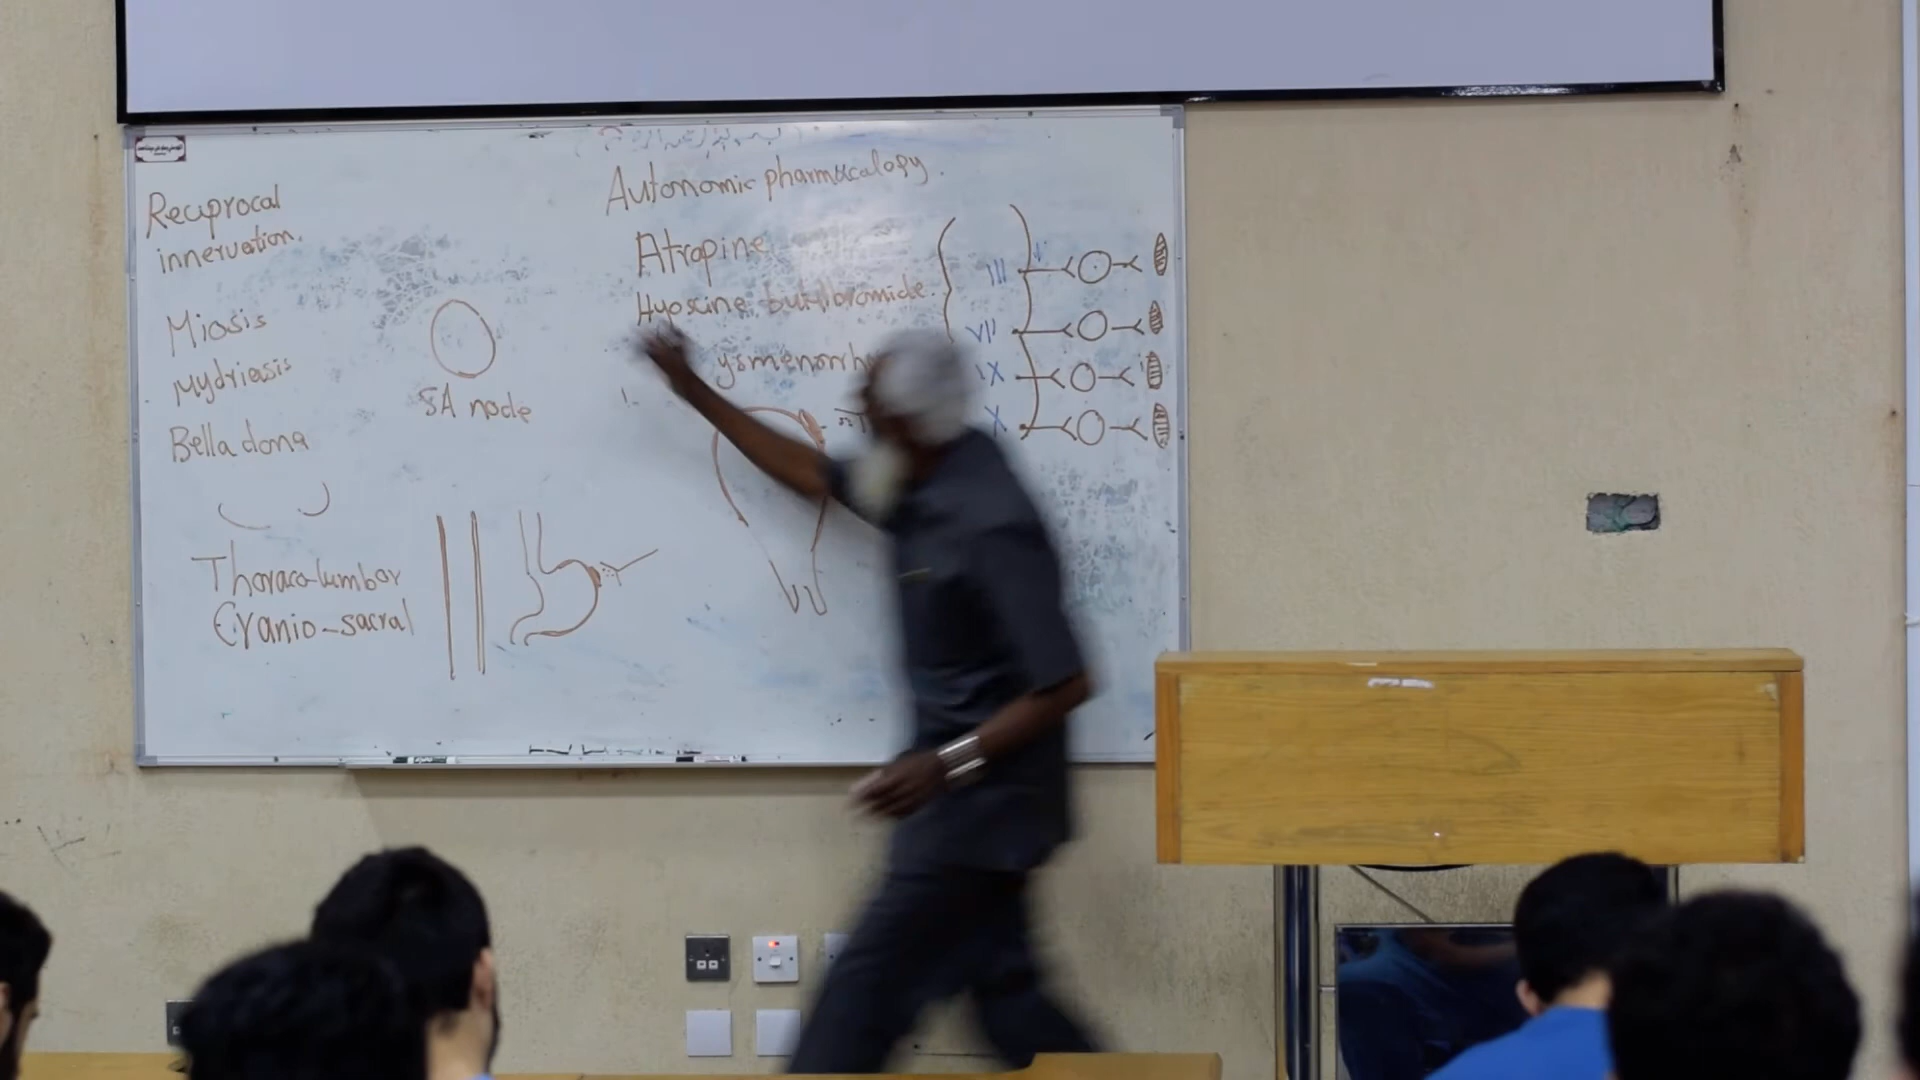 Autonomic pharmacology.
Reciprocal
innervation.
Miosis
Mydriasis
Bella dona
SA node
Thoraco-lumbar
Cranio-sacral
Atropine
Hyoscine butylbromide.
ysmenorrh
III
VII
IX
X